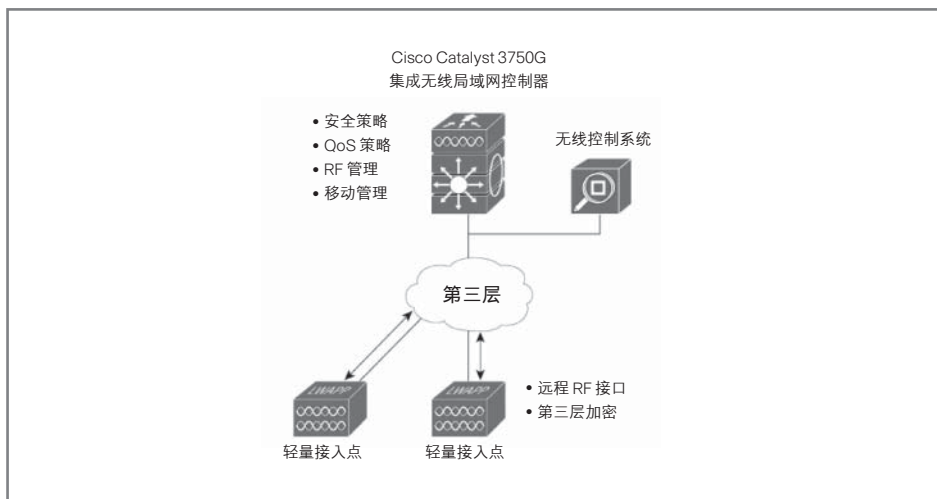 Cisco Catalyst 3750G
集成无线局域网控制器
• 安全策略
• QoS 策略
• RF 管理
• 移动管理
无线控制系统
第三层
LWAPP
LWAPP
• 远程 RF 接口
• 第三层加密
轻量接入点
轻量接入点